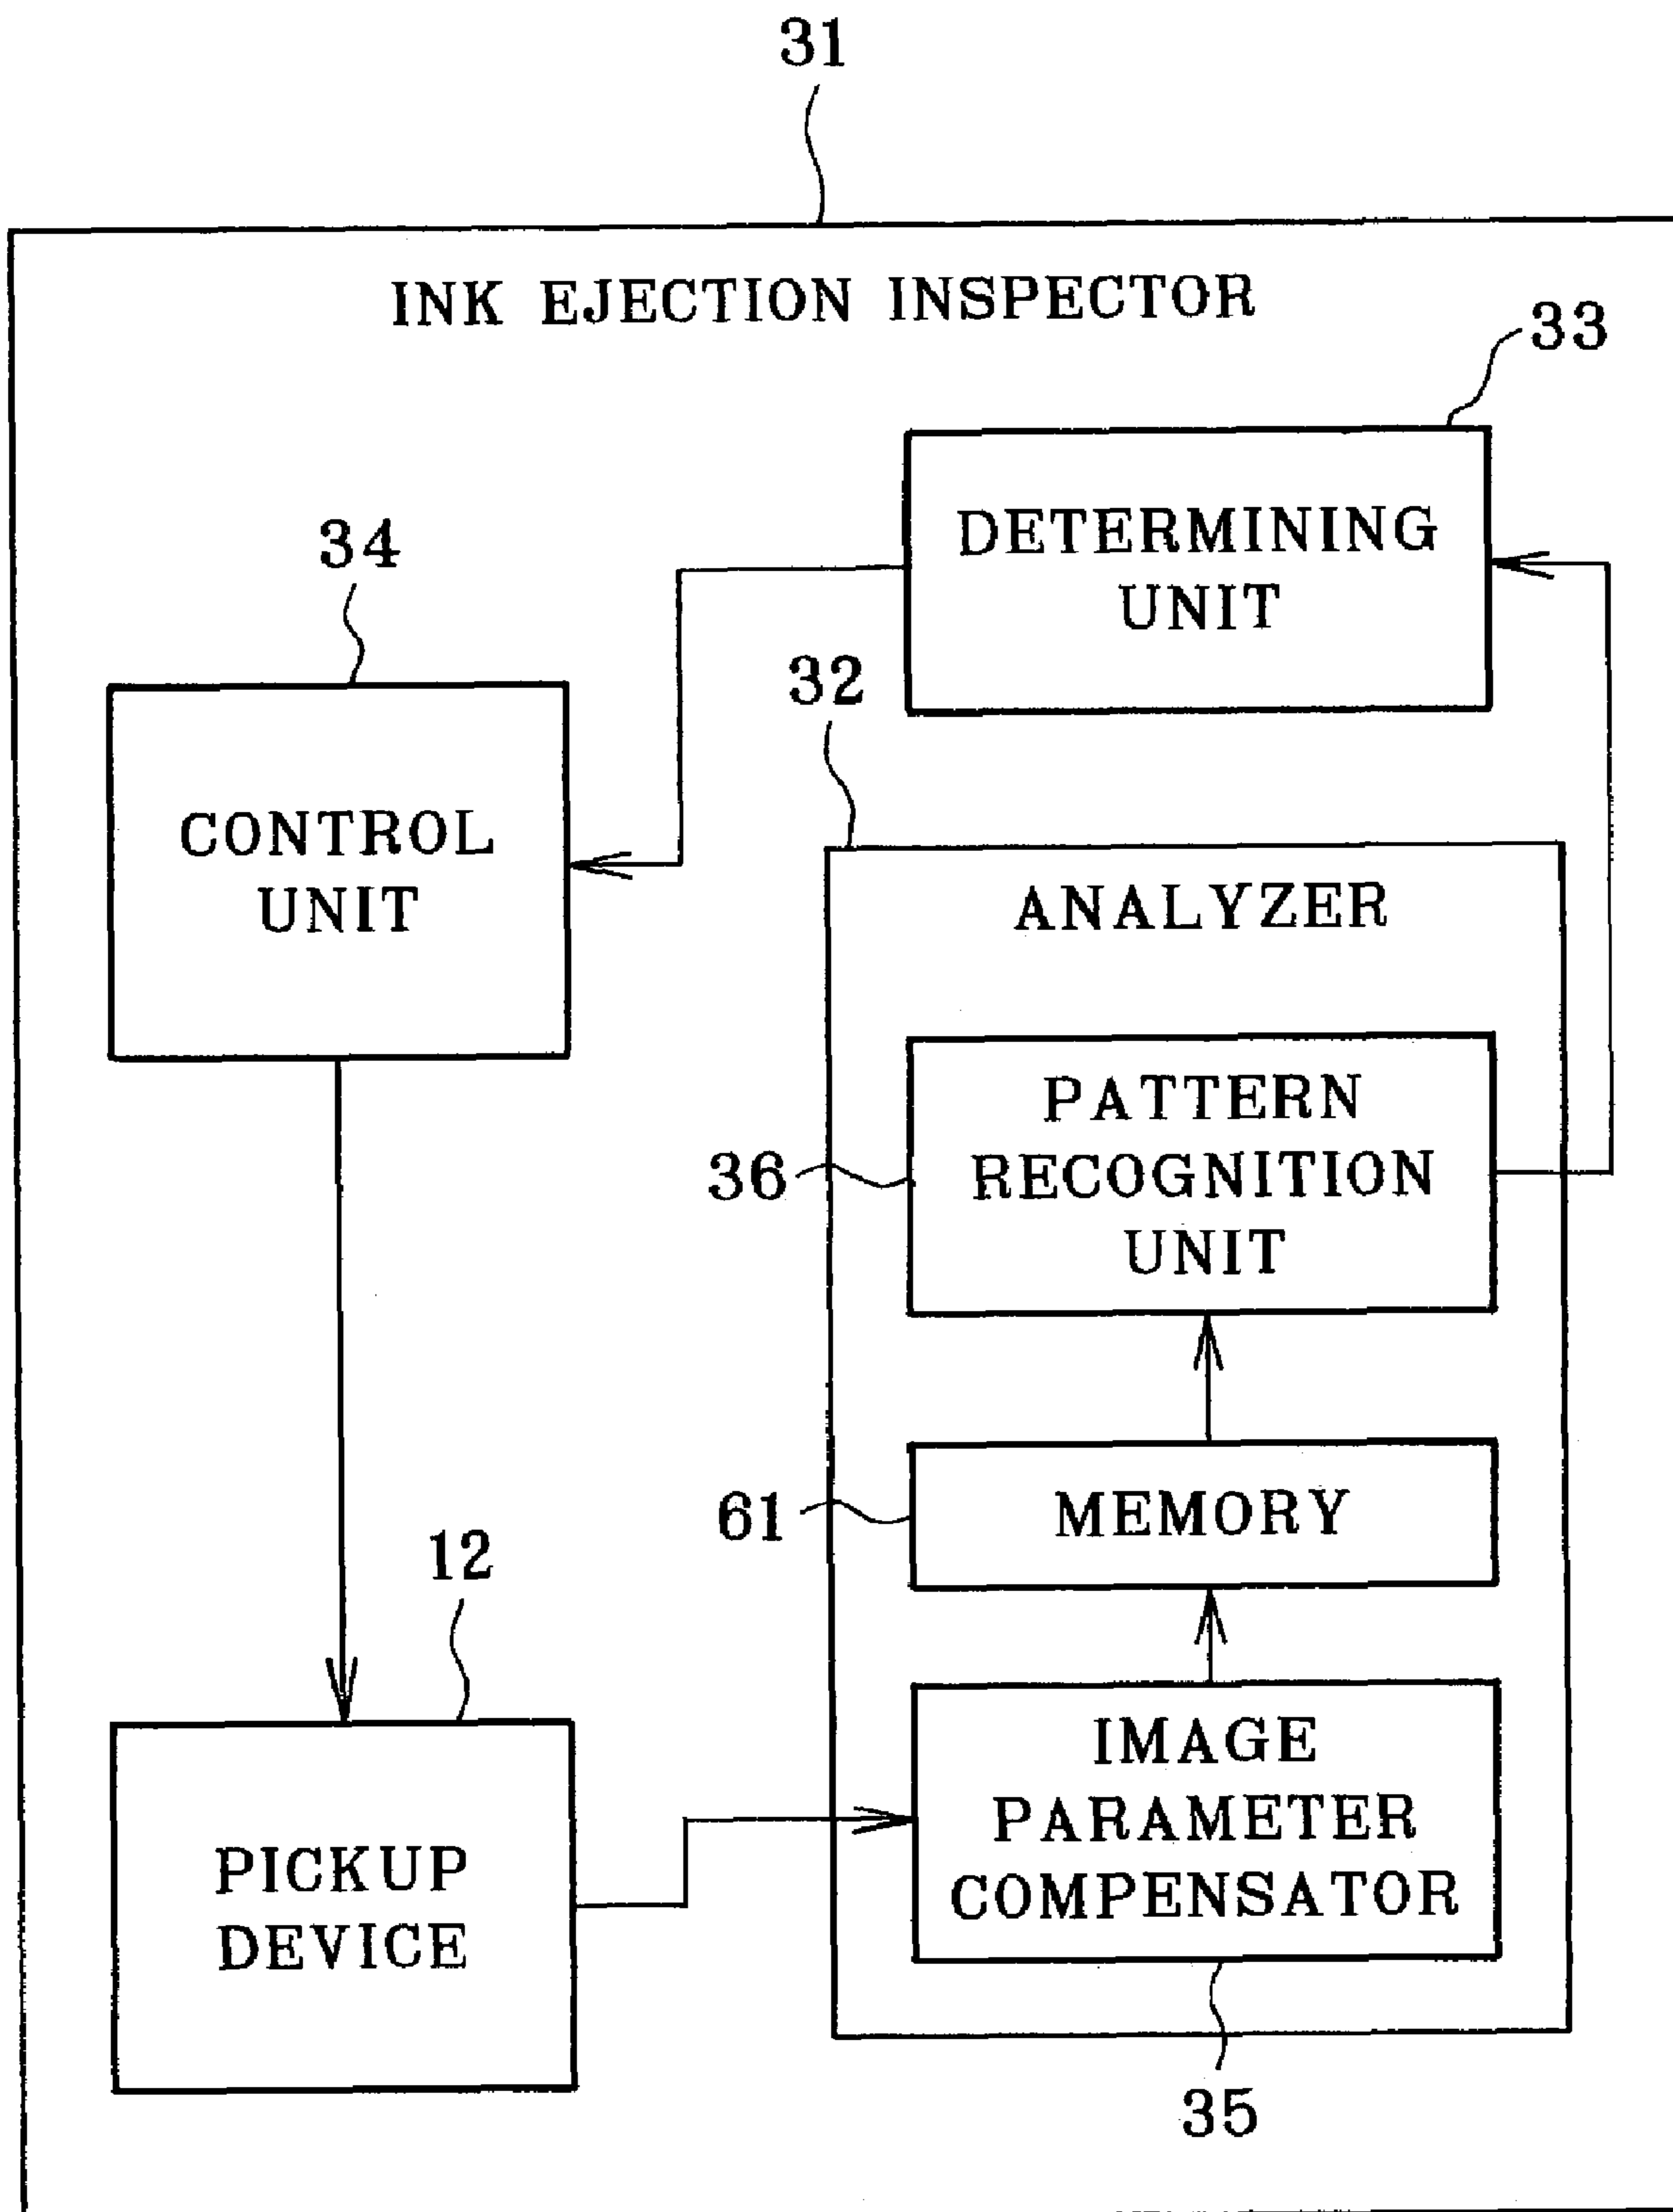 31
INK EJECTION INSPECTOR
33
DETERMINING
UNIT
34
CONTROL
UNIT
32
ANALYZER
36
PATTERN
RECOGNITION
UNIT
61
MEMORY
12
PICKUP
DEVICE
IMAGE
PARAMETER
COMPENSATOR
35